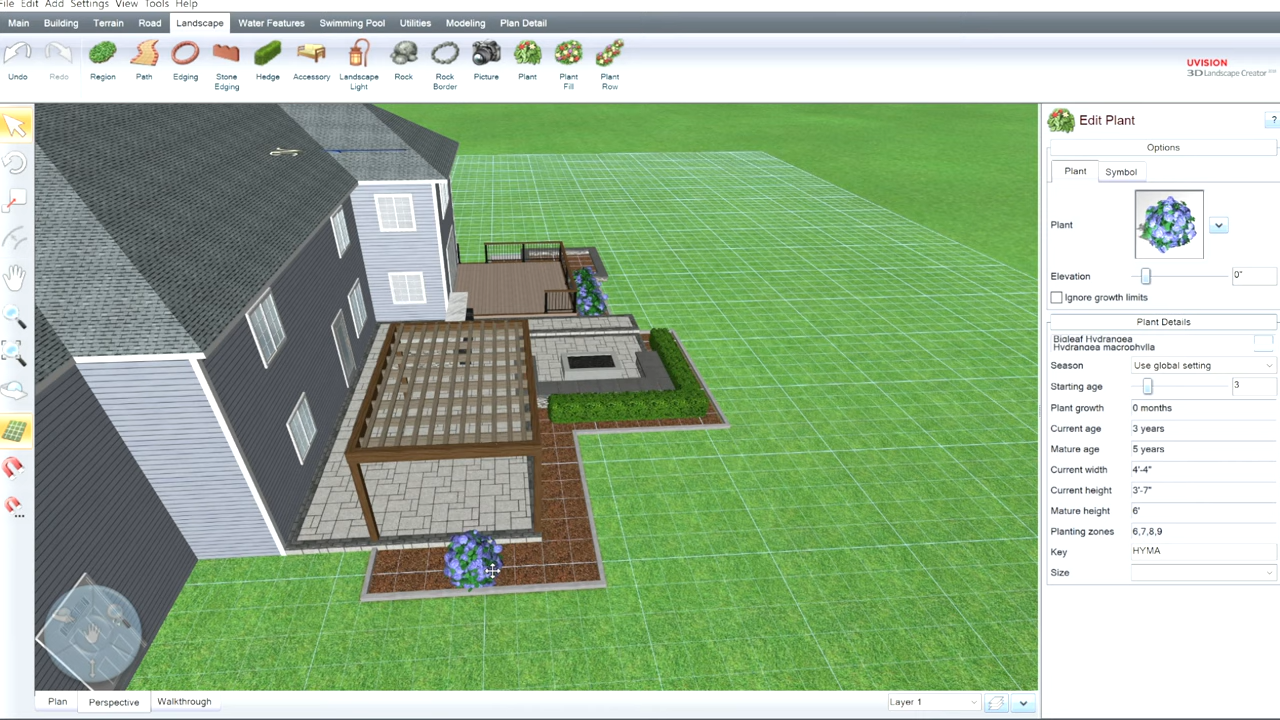 File Edit Add Settings View Tools Help
Main Building Terrain Road Landscape Water Features Swimming Pool Utilities Modeling Plan Detail
Undo Redo Region Path Edging Stone Edging Hedge Accessory Landscape Light Rock Rock Border Picture Plant Plant Fill Plant Row
UVISION
3D Landscape Creator
Edit Plant
?
Options
Plant Symbol
Plant
Elevation 0"
Ignore growth limits
Plant Details
Bigleaf Hydrangea
Hydrangea macrophylla
Season Use global setting
Starting age 3
Plant growth 0 months
Current age 3 years
Mature age 5 years
Current width 4'-4"
Current height 3'-7"
Mature height 6'
Planting zones 6,7,8,9
Key HYMA
Size
Plan Perspective Walkthrough
Layer 1